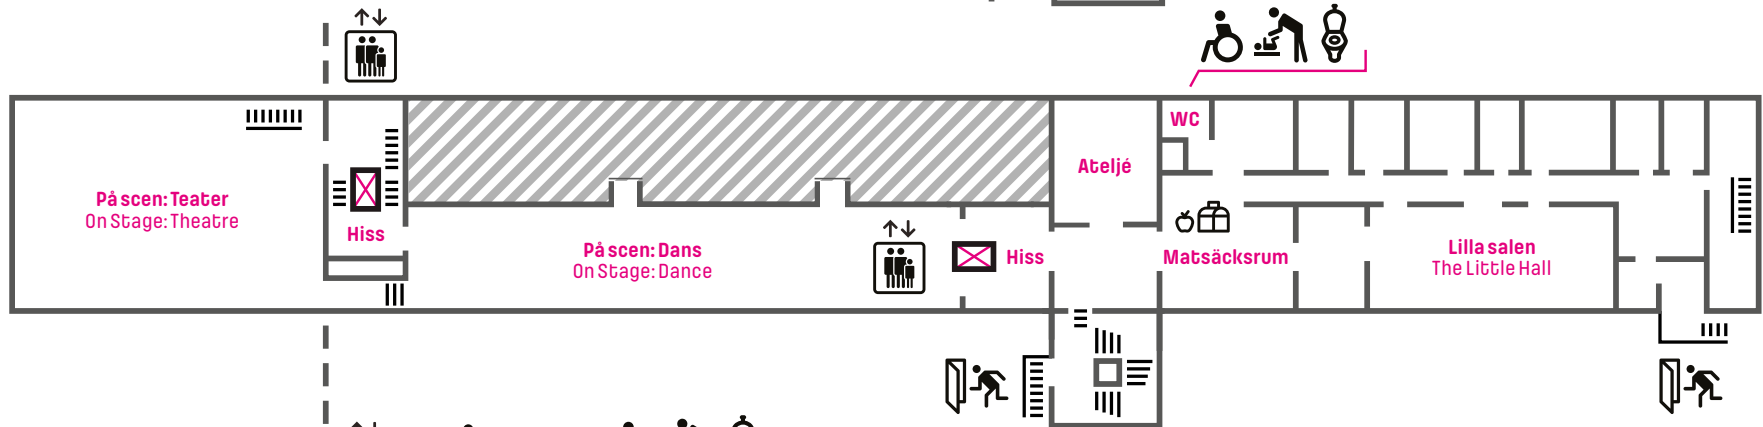 WC
Ateljé
På scen: Teater
On Stage: Theatre
Hiss
På scen: Dans
On Stage: Dance
Hiss
Matsäcksrum
Lilla salen
The Little Hall